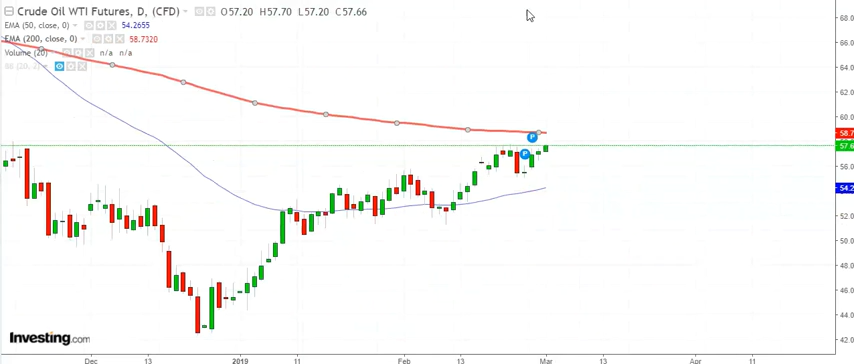 Crude Oil WTI Futures, D, (CFD) O57.20 H57.70 L57.20 C57.66
EMA (50, close, 0) 54.2655
EMA (200, close, 0) 58.7320
Volume (20) n/a n/a
68.0
66.0
64.0
62.0
60.0
58.7
57.6
56.0
54.2
52.0
50.0
48.0
46.0
44.0
42.0
P
P
Investing.com
Dec 13 2019 11 Feb 13 Mar 13 Apr 11